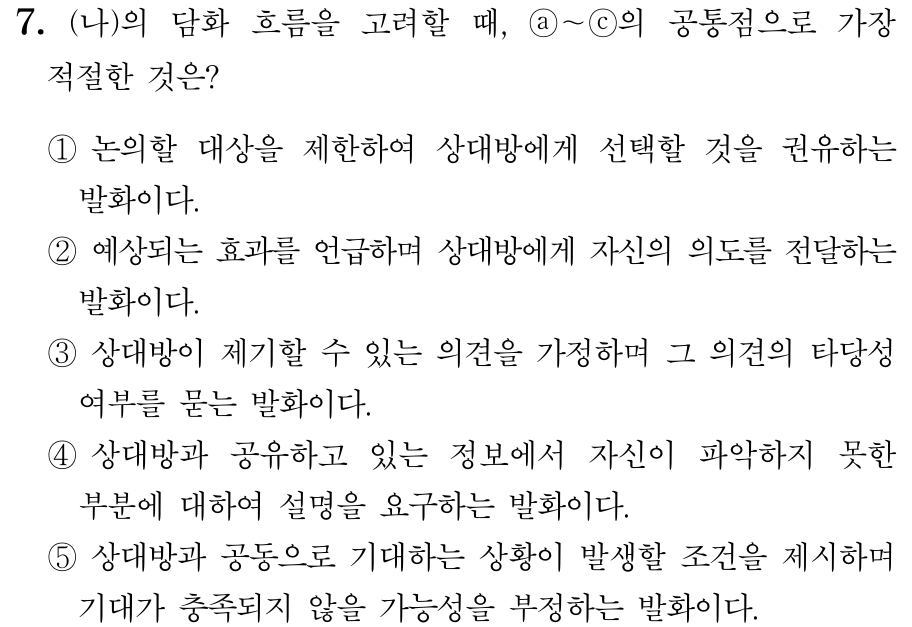 7. (나)의 담화 흐름을 고려할 때, ⓐ~ⓒ의 공통점으로 가장
적절한 것은?
① 논의할 대상을 제한하여 상대방에게 선택할 것을 권유하는
발화이다.
② 예상되는 효과를 언급하며 상대방에게 자신의 의도를 전달하는
발화이다.
③ 상대방이 제기할 수 있는 의견을 가정하며 그 의견의 타당성
여부를 묻는 발화이다.
④ 상대방과 공유하고 있는 정보에서 자신이 파악하지 못한
부분에 대하여 설명을 요구하는 발화이다.
⑤ 상대방과 공동으로 기대하는 상황이 발생할 조건을 제시하며
기대가 충족되지 않을 가능성을 부정하는 발화이다.